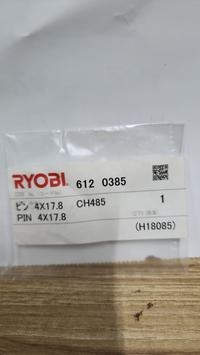 RYOBI. 612 0385
ピン 4X17.8 CH485 1
PIN 4X17.8
(H18085)